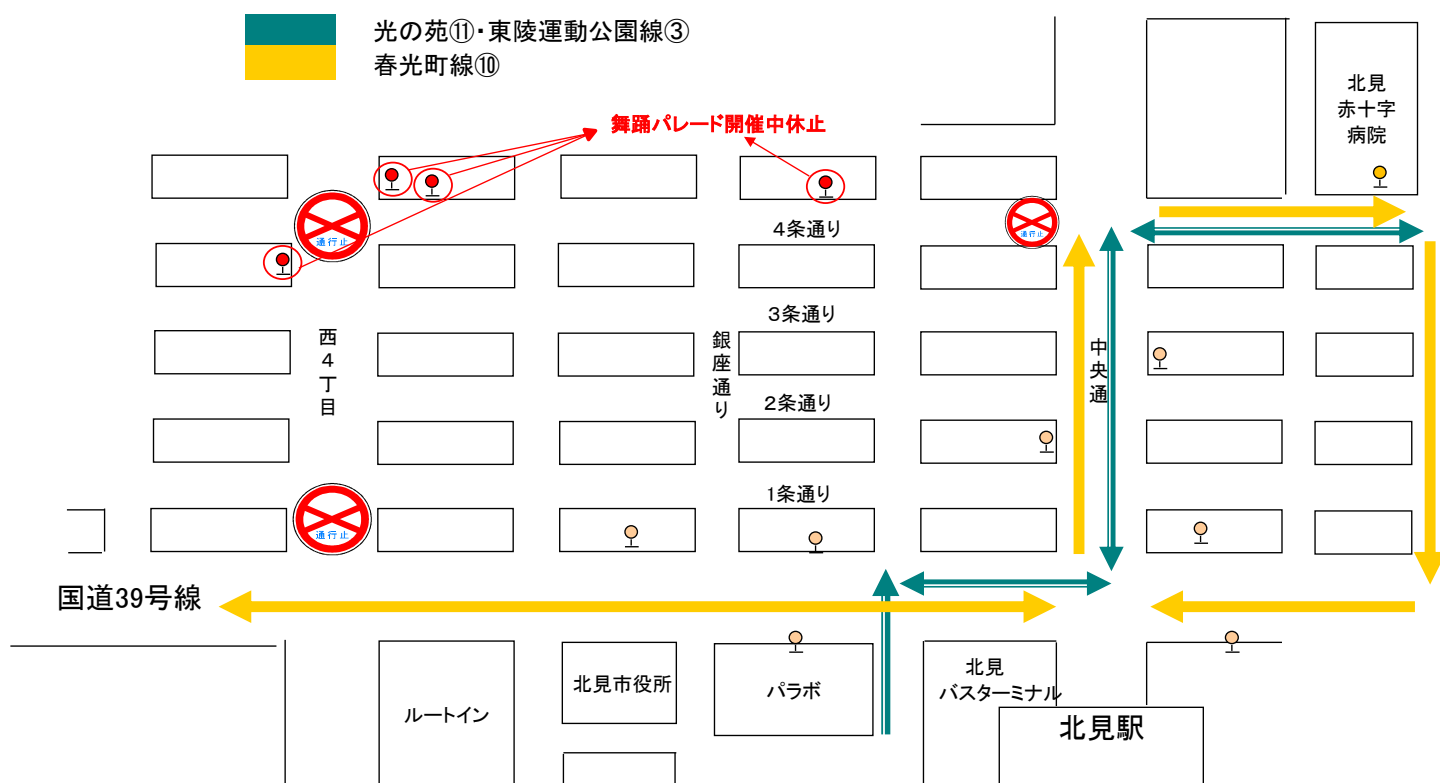 光の苑⑪・東陵運動公園線③
春光町線⑩
舞踊パレード開催中休止
北見
赤十字
病院
通行止
通行止
4条通り
3条通り
西4丁目
銀座通り
中央通
2条通り
1条通り
通行止
国道39号線
ルートイン
北見市役所
パラボ
北見
バスターミナル
北見駅